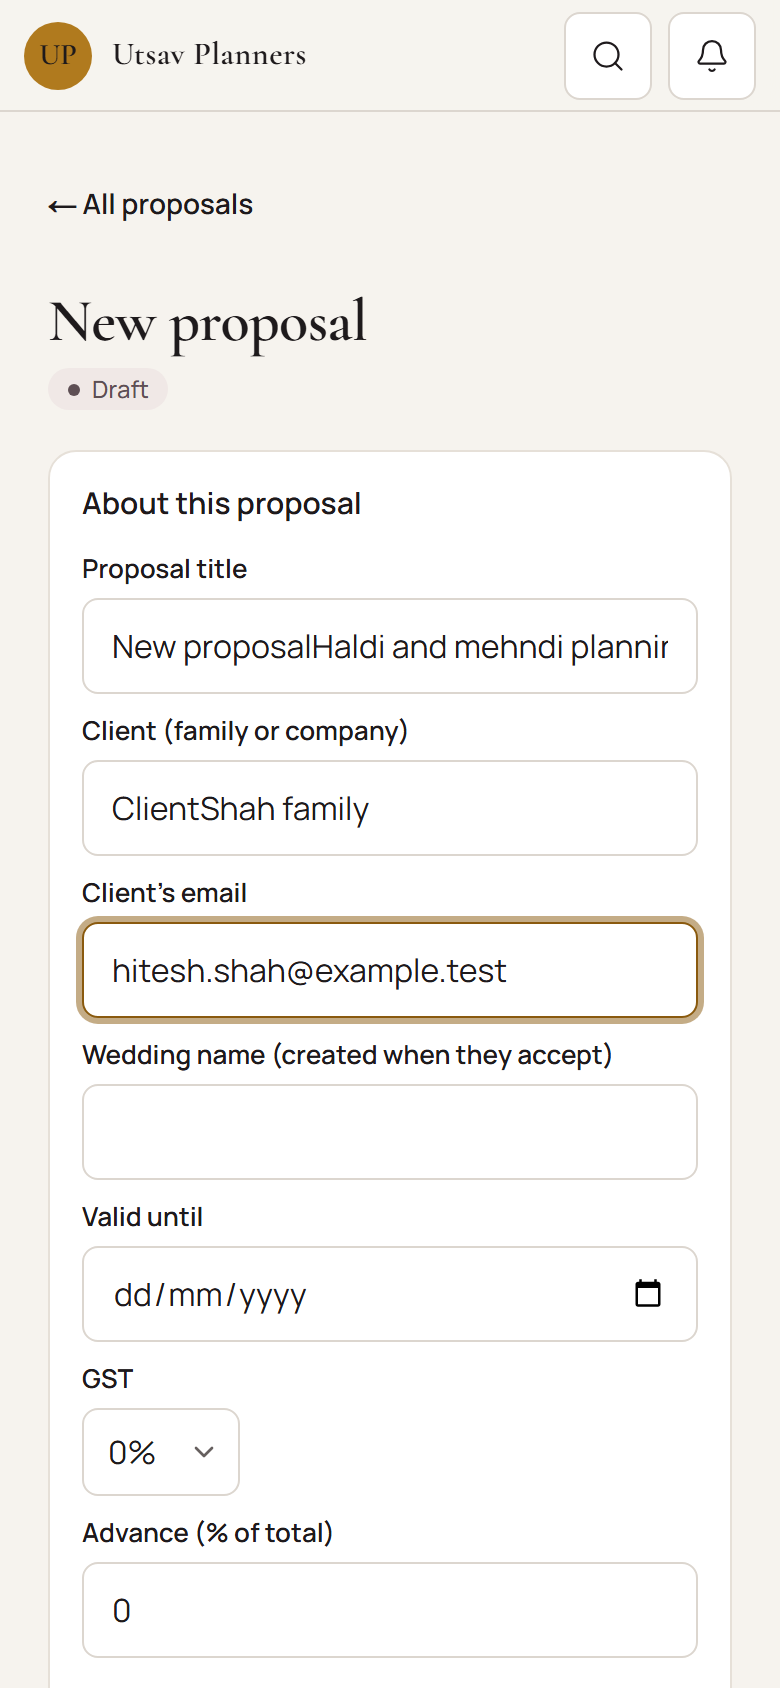 UP Utsav Planners
← All proposals
New proposal
Draft
About this proposal
Proposal title
New proposalHaldi and mehndi plannin
Client (family or company)
ClientShah family
Client’s email
hitesh.shah@example.test
Wedding name (created when they accept)
Valid until
dd/mm/yyyy
GST
0%
Advance (% of total)
0